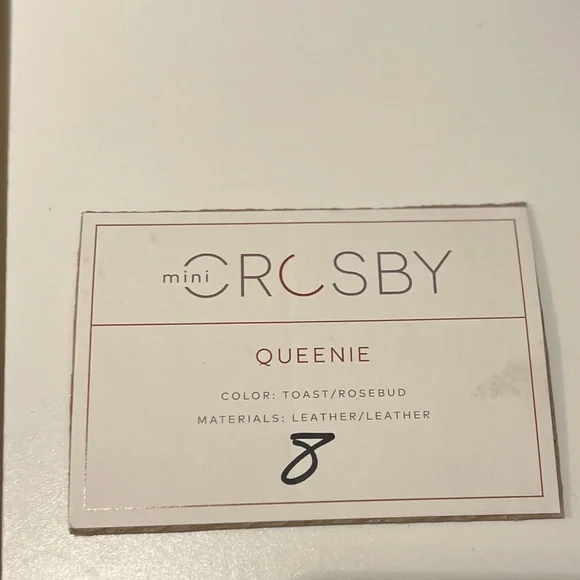 mini CROSBY
QUEENIE
COLOR: TOAST/ROSEBUD
MATERIALS: LEATHER/LEATHER
8